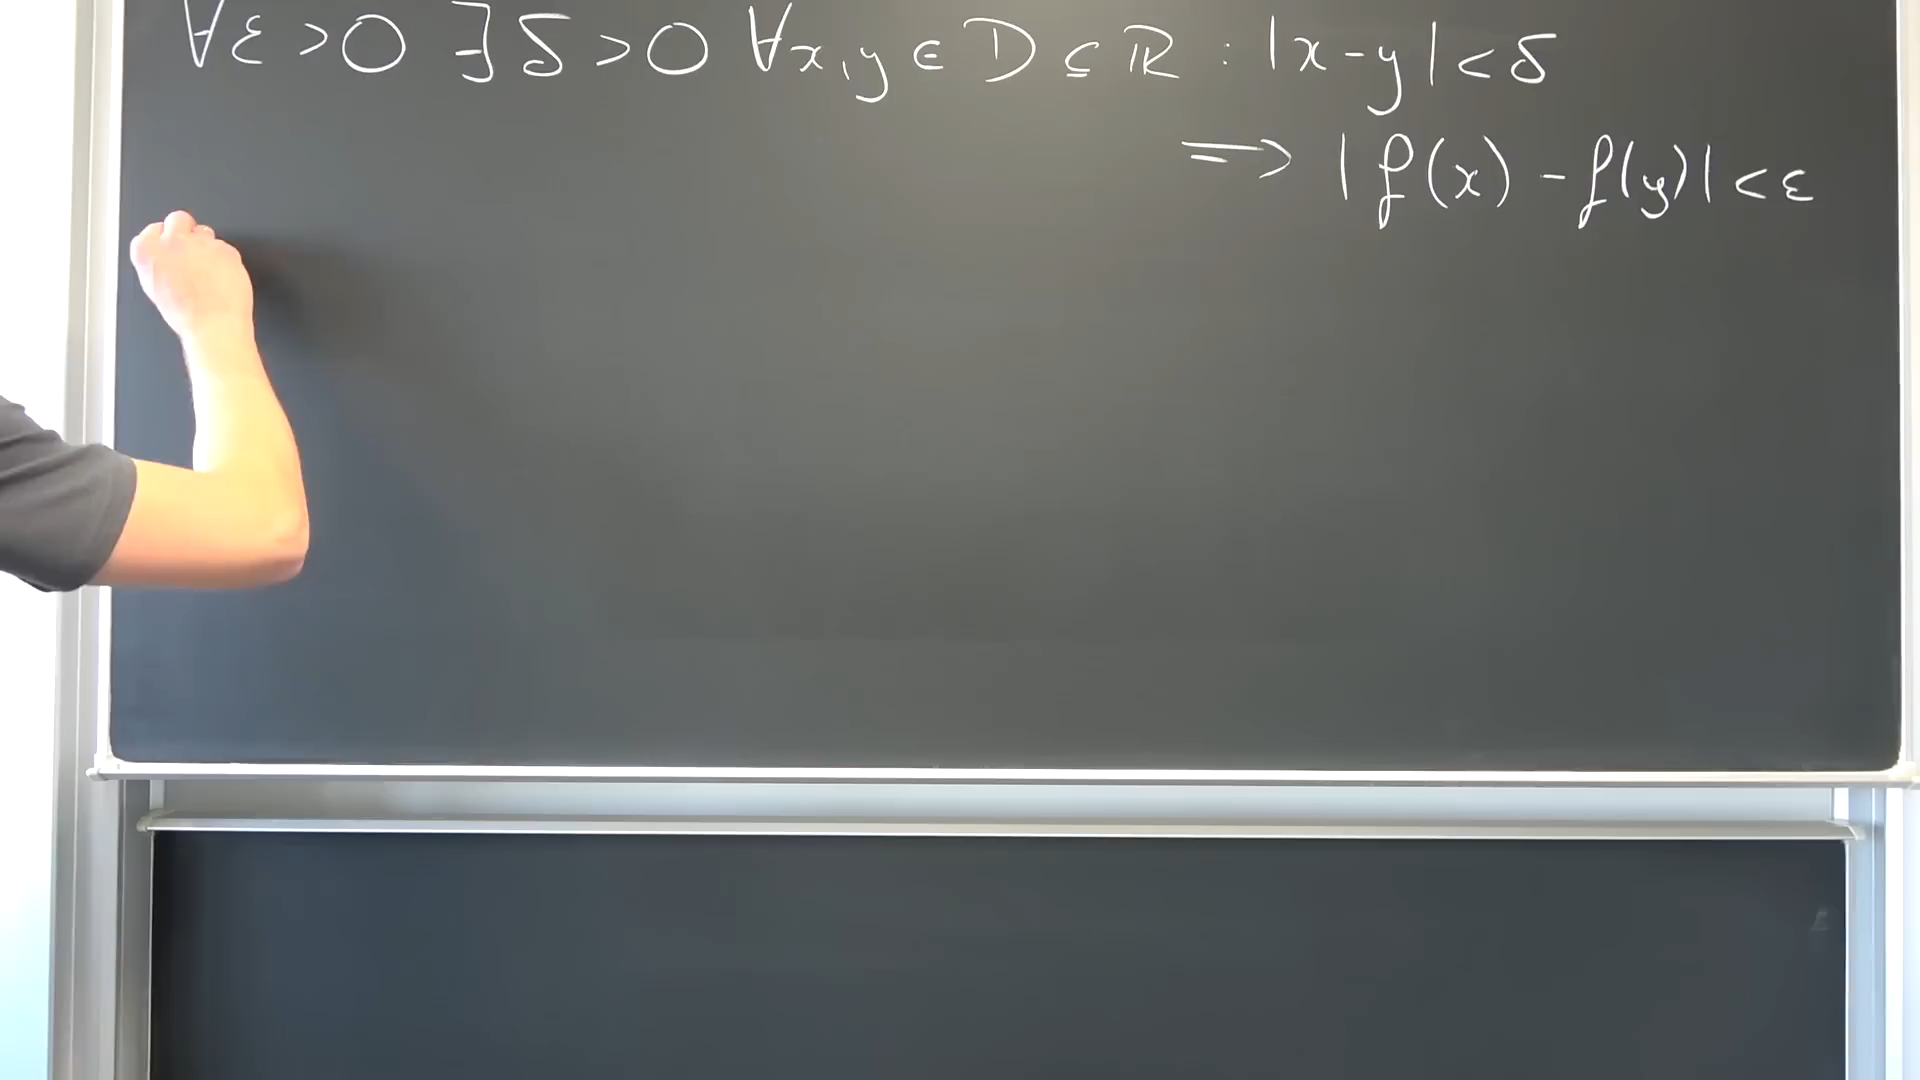 ∀ε>0 ∃δ>0 ∀x,y∈D⊆ℝ : |x-y|<δ
⟹ |f(x) - f(y)|<ε